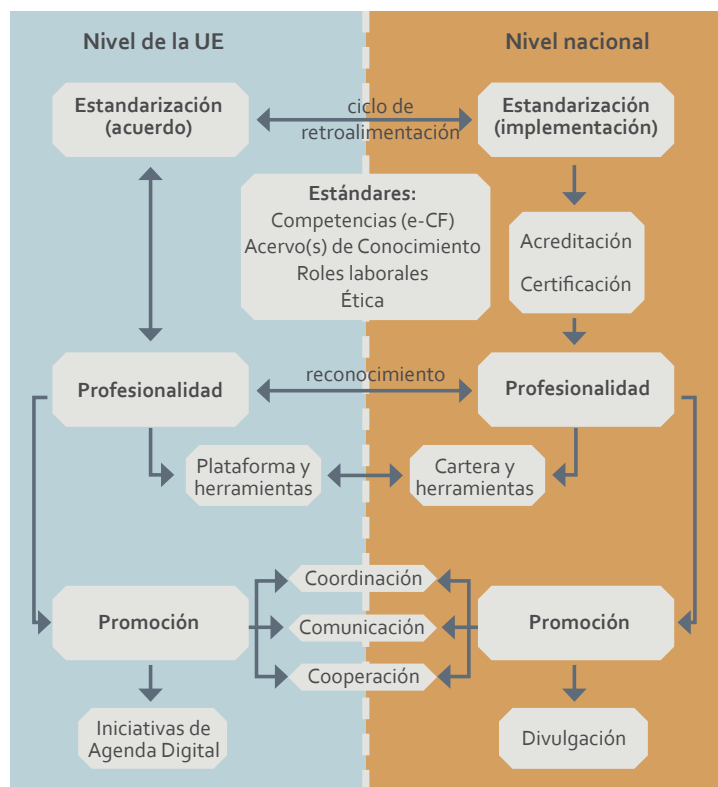 Nivel de la UE
Nivel nacional
Estandarización
(acuerdo)
ciclo de
retroalimentación
Estandarización
(implementación)
Estándares:
Competencias (e-CF)
Acervo(s) de Conocimiento
Roles laborales
Ética
Acreditación
Certificación
Profesionalidad
reconocimiento
Profesionalidad
Plataforma y
herramientas
Cartera y
herramientas
Coordinación
Promoción
Comunicación
Promoción
Cooperación
Iniciativas de
Agenda Digital
Divulgación